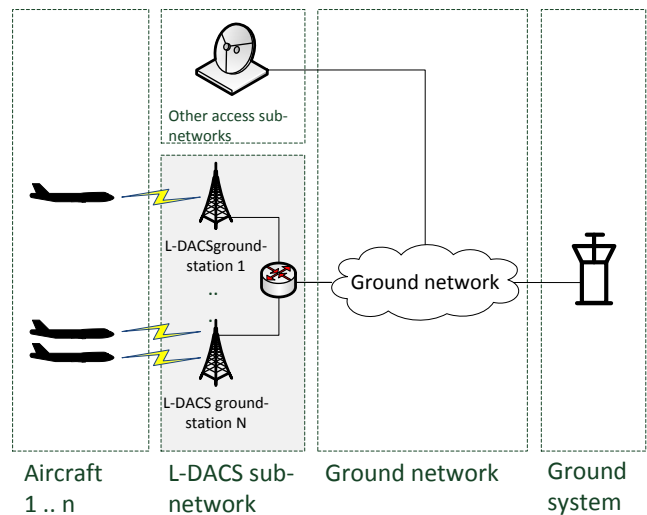 Other access sub-
networks
L-DACSground-
station 1
..
..
L-DACS ground-
station N
Ground network
Aircraft
1 .. n
L-DACS sub-
network
Ground network
Ground
system